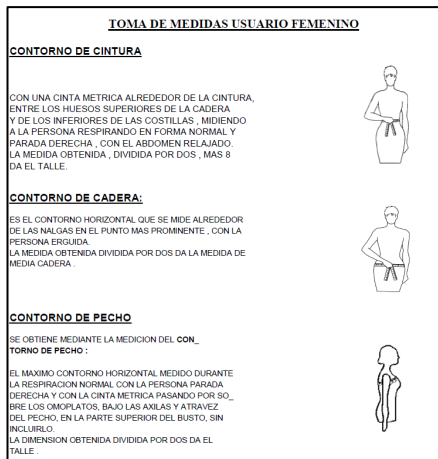 TOMA DE MEDIDAS USUARIO FEMENINO
CONTORNO DE CINTURA
CON UNA CINTA METRICA ALREDEDOR DE LA CINTURA,
ENTRE LOS HUESOS SUPERIORES DE LA CADERA
Y DE LOS INFERIORES DE LAS COSTILLAS , MIDIENDO
A LA PERSONA RESPIRANDO EN FORMA NORMAL Y
PARADA DERECHA , CON EL ABDOMEN RELAJADO.
LA MEDIDA OBTENIDA , DIVIDIDA POR DOS , MAS 8
DA EL TALLE.
CONTORNO DE CADERA:
ES EL CONTORNO HORIZONTAL QUE SE MIDE ALREDEDOR
DE LAS NALGAS EN EL PUNTO MAS PROMINENTE , CON LA
PERSONA ERGUIDA.
LA MEDIDA OBTENIDA DIVIDIDA POR DOS DA LA MEDIDA DE
MEDIA CADERA .
CONTORNO DE PECHO
SE OBTIENE MEDIANTE LA MEDICION DEL CON_
TORNO DE PECHO :
EL MAXIMO CONTORNO HORIZONTAL MEDIDO DURANTE
LA RESPIRACION NORMAL CON LA PERSONA PARADA
DERECHA Y CON LA CINTA METRICA PASANDO POR SO_
BRE LOS OMOPLATOS, BAJO LAS AXILAS Y ATRAVEZ
DEL PECHO, EN LA PARTE SUPERIOR DEL BUSTO, SIN
INCLUIRLO.
LA DIMENSION OBTENIDA DIVIDIDA POR DOS DA EL
TALLE .